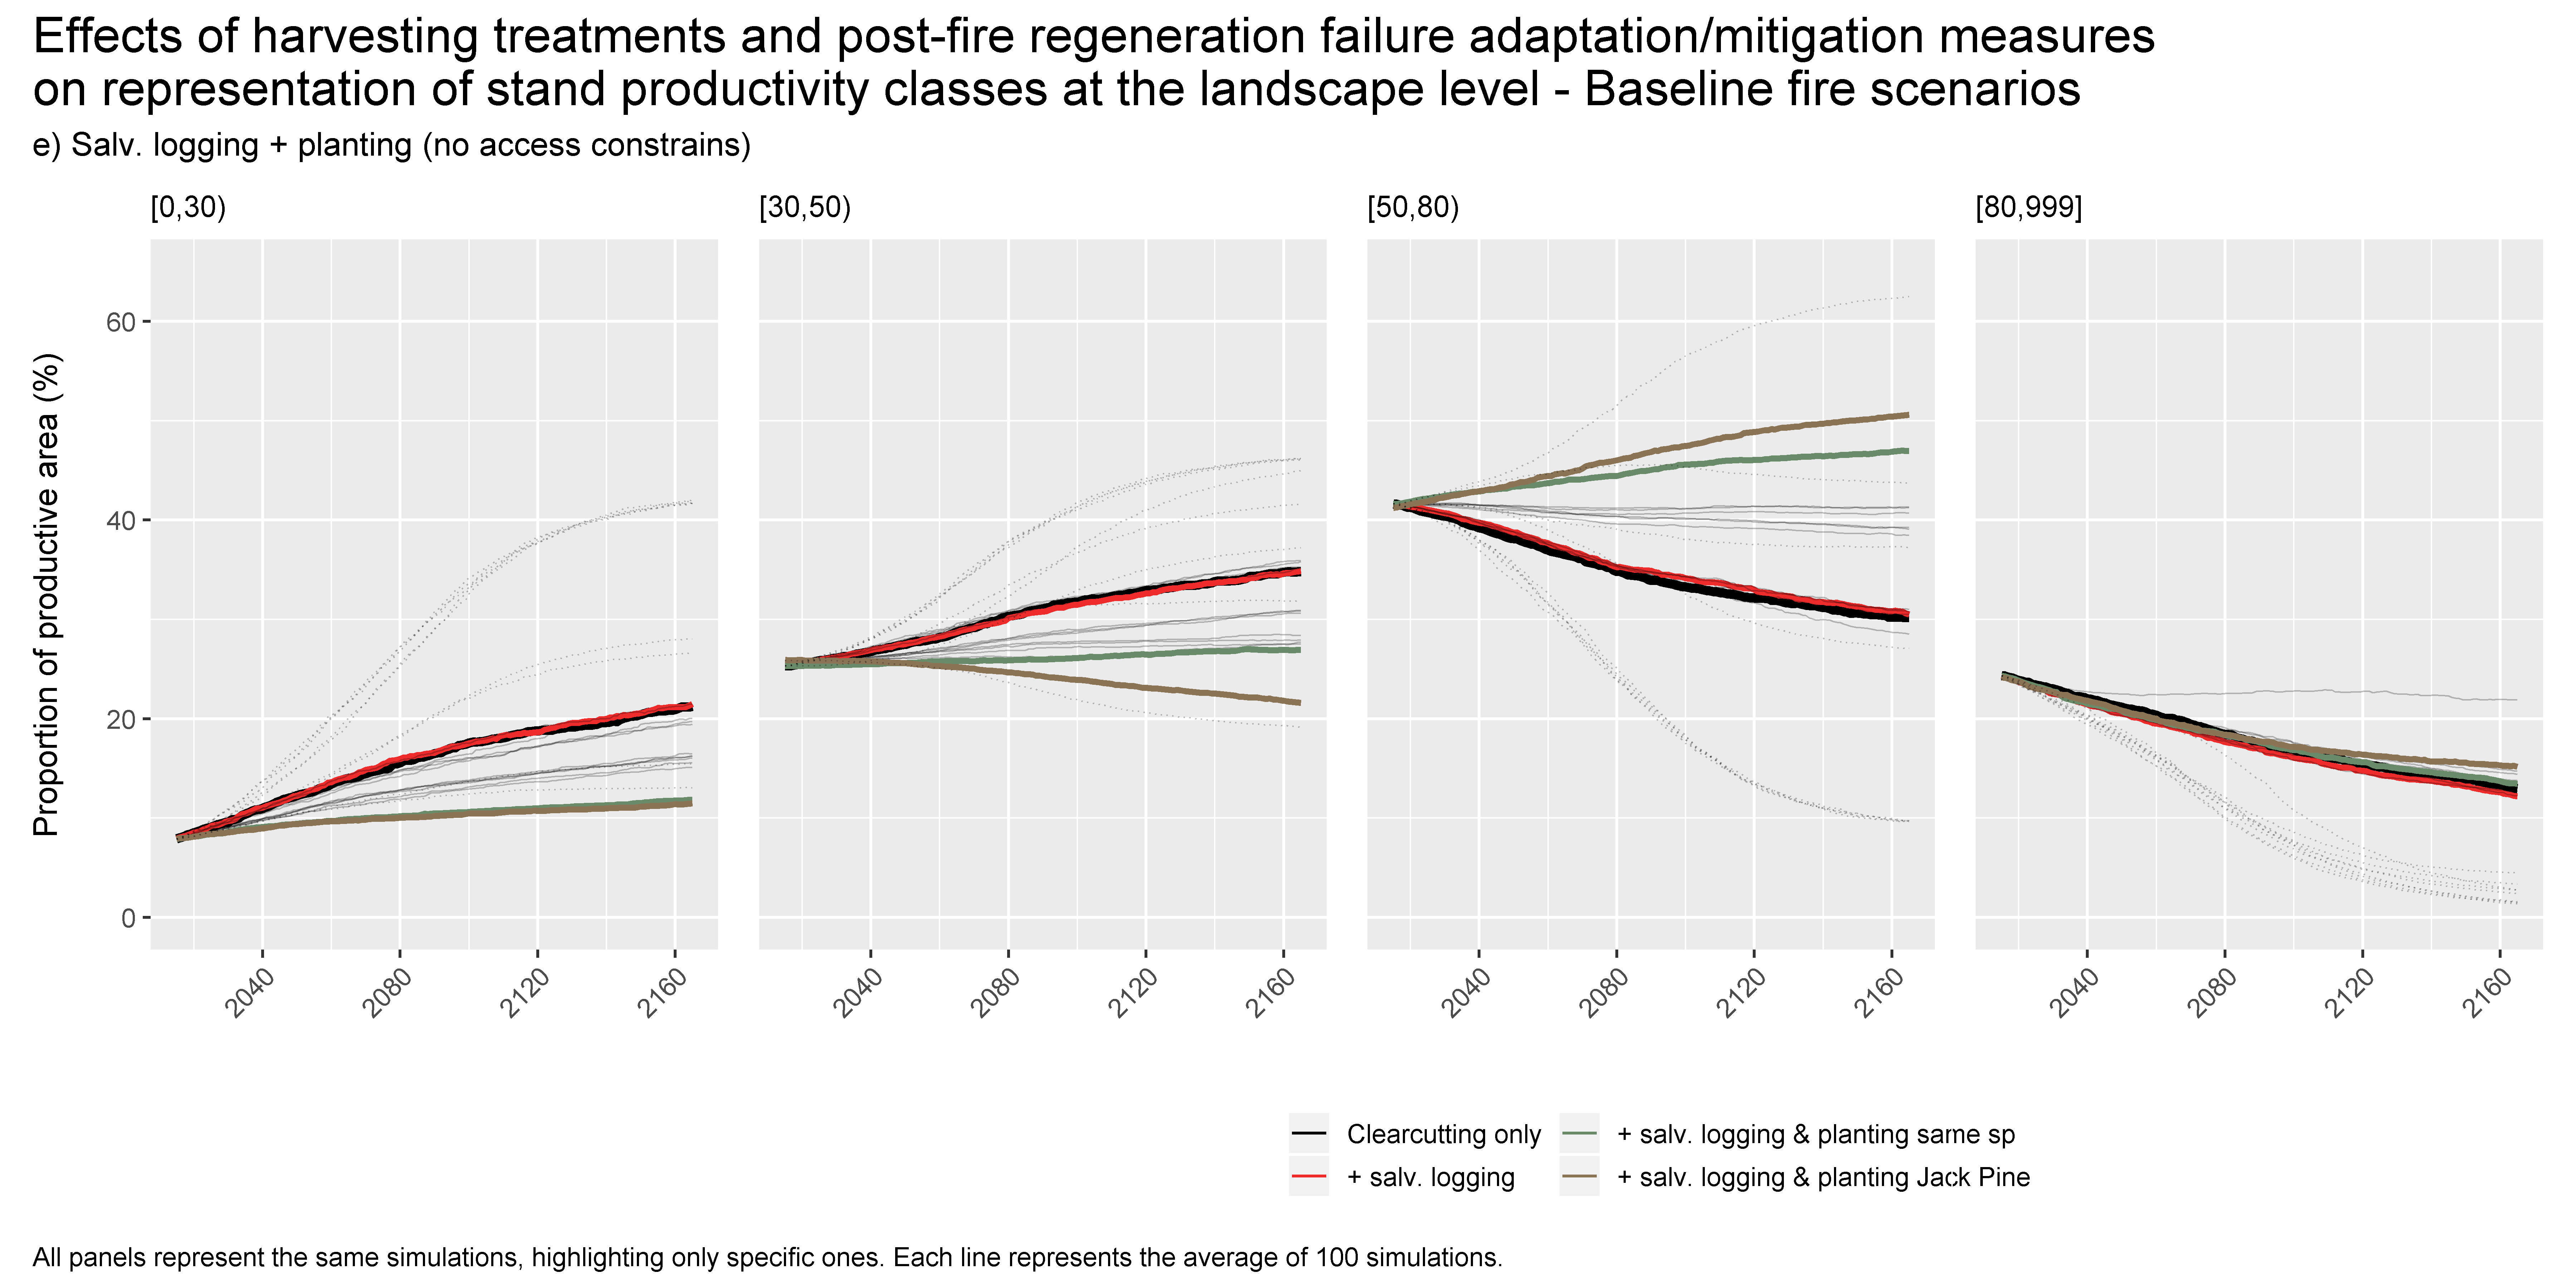 Effects of harvesting treatments and post-fire regeneration failure adaptation/mitigation measures
on representation of stand productivity classes at the landscape level - Baseline fire scenarios
e) Salv. logging + planting (no access constrains)
[0,30)
[30,50)
[50,80)
[80,999]
Proportion of productive area (%)
60
40
20
0
2040
2080
2120
2160
2040
2080
2120
2160
2040
2080
2120
2160
2040
2080
2120
2160
Clearcutting only
+ salv. logging & planting same sp
+ salv. logging
+ salv. logging & planting Jack Pine
All panels represent the same simulations, highlighting only specific ones. Each line represents the average of 100 simulations.